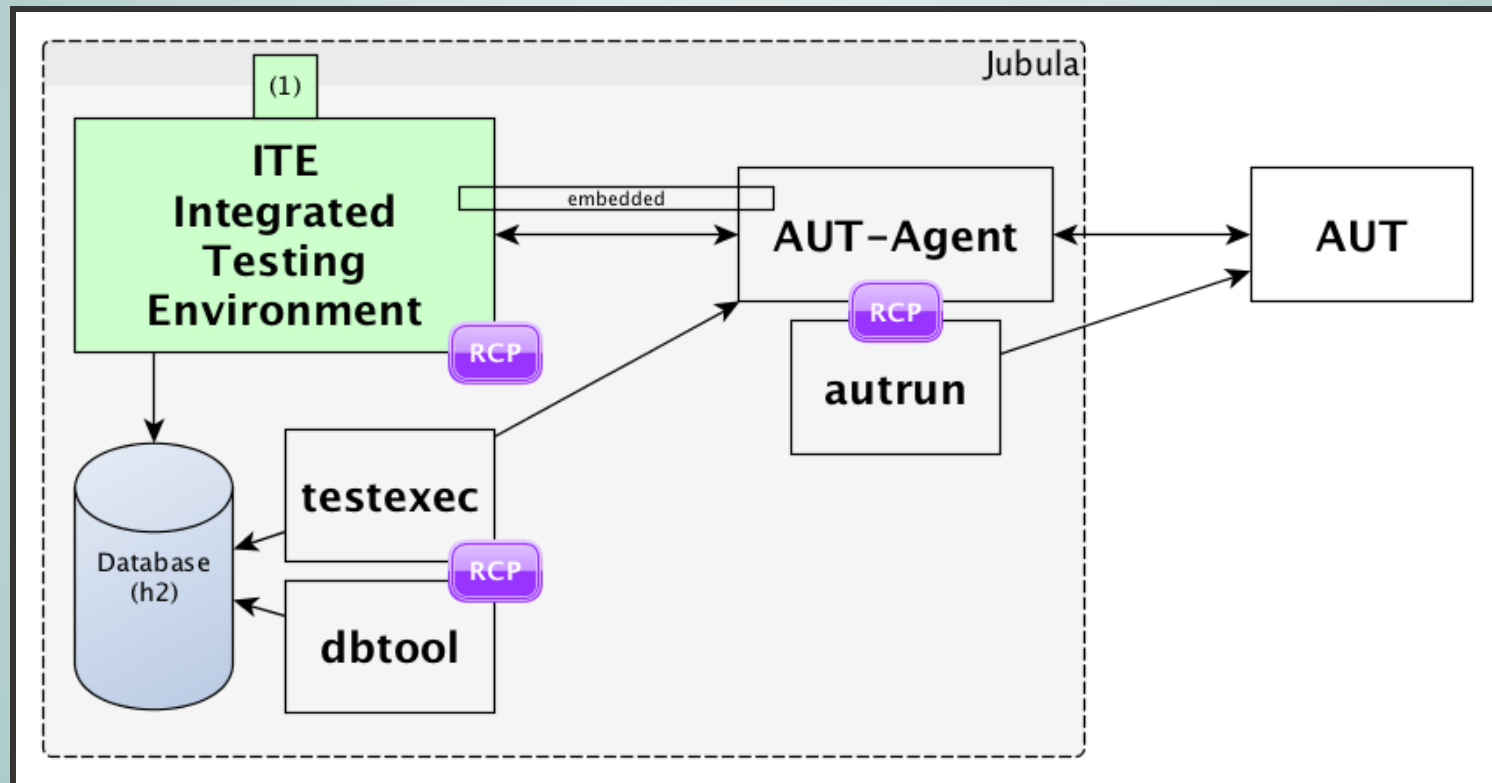 Jubula
(1)
ITE
Integrated
Testing
Environment
embedded
AUT-Agent
AUT
RCP
RCP
autrun
testexec
Database
(h2)
RCP
dbtool